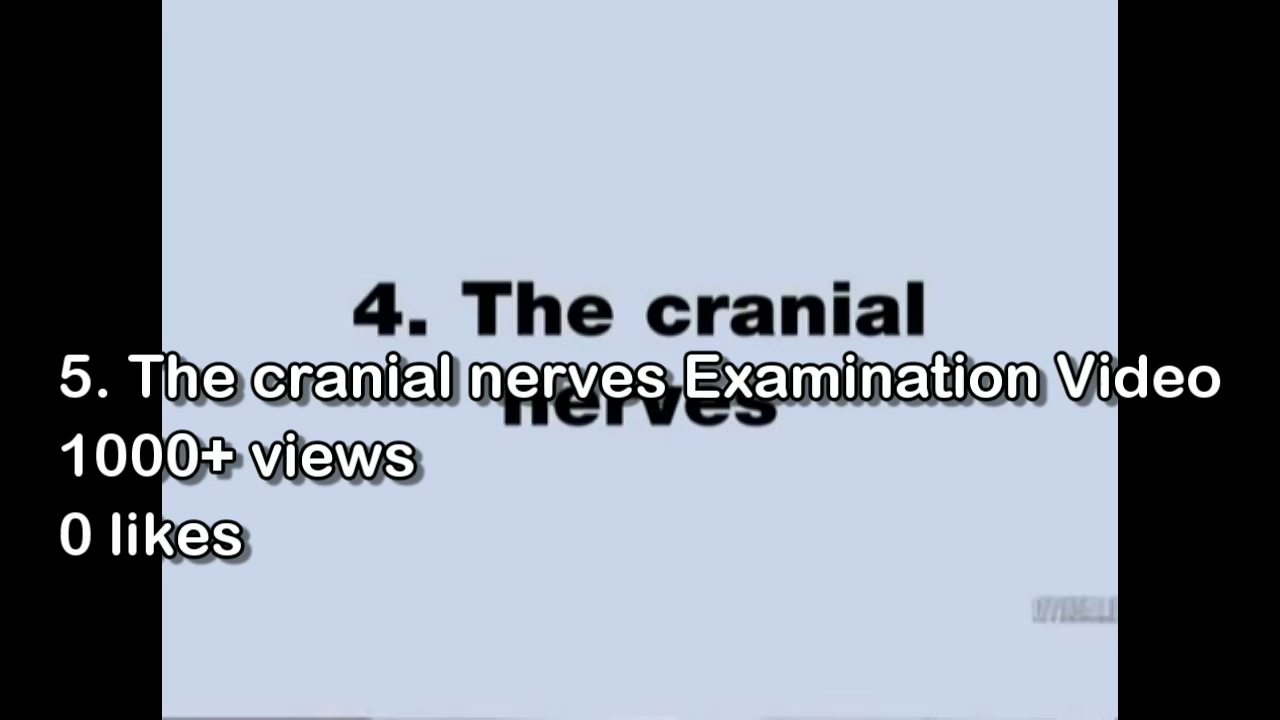 4. The cranial
nerves
5. The cranial nerves Examination Video
1000+ views
0 likes